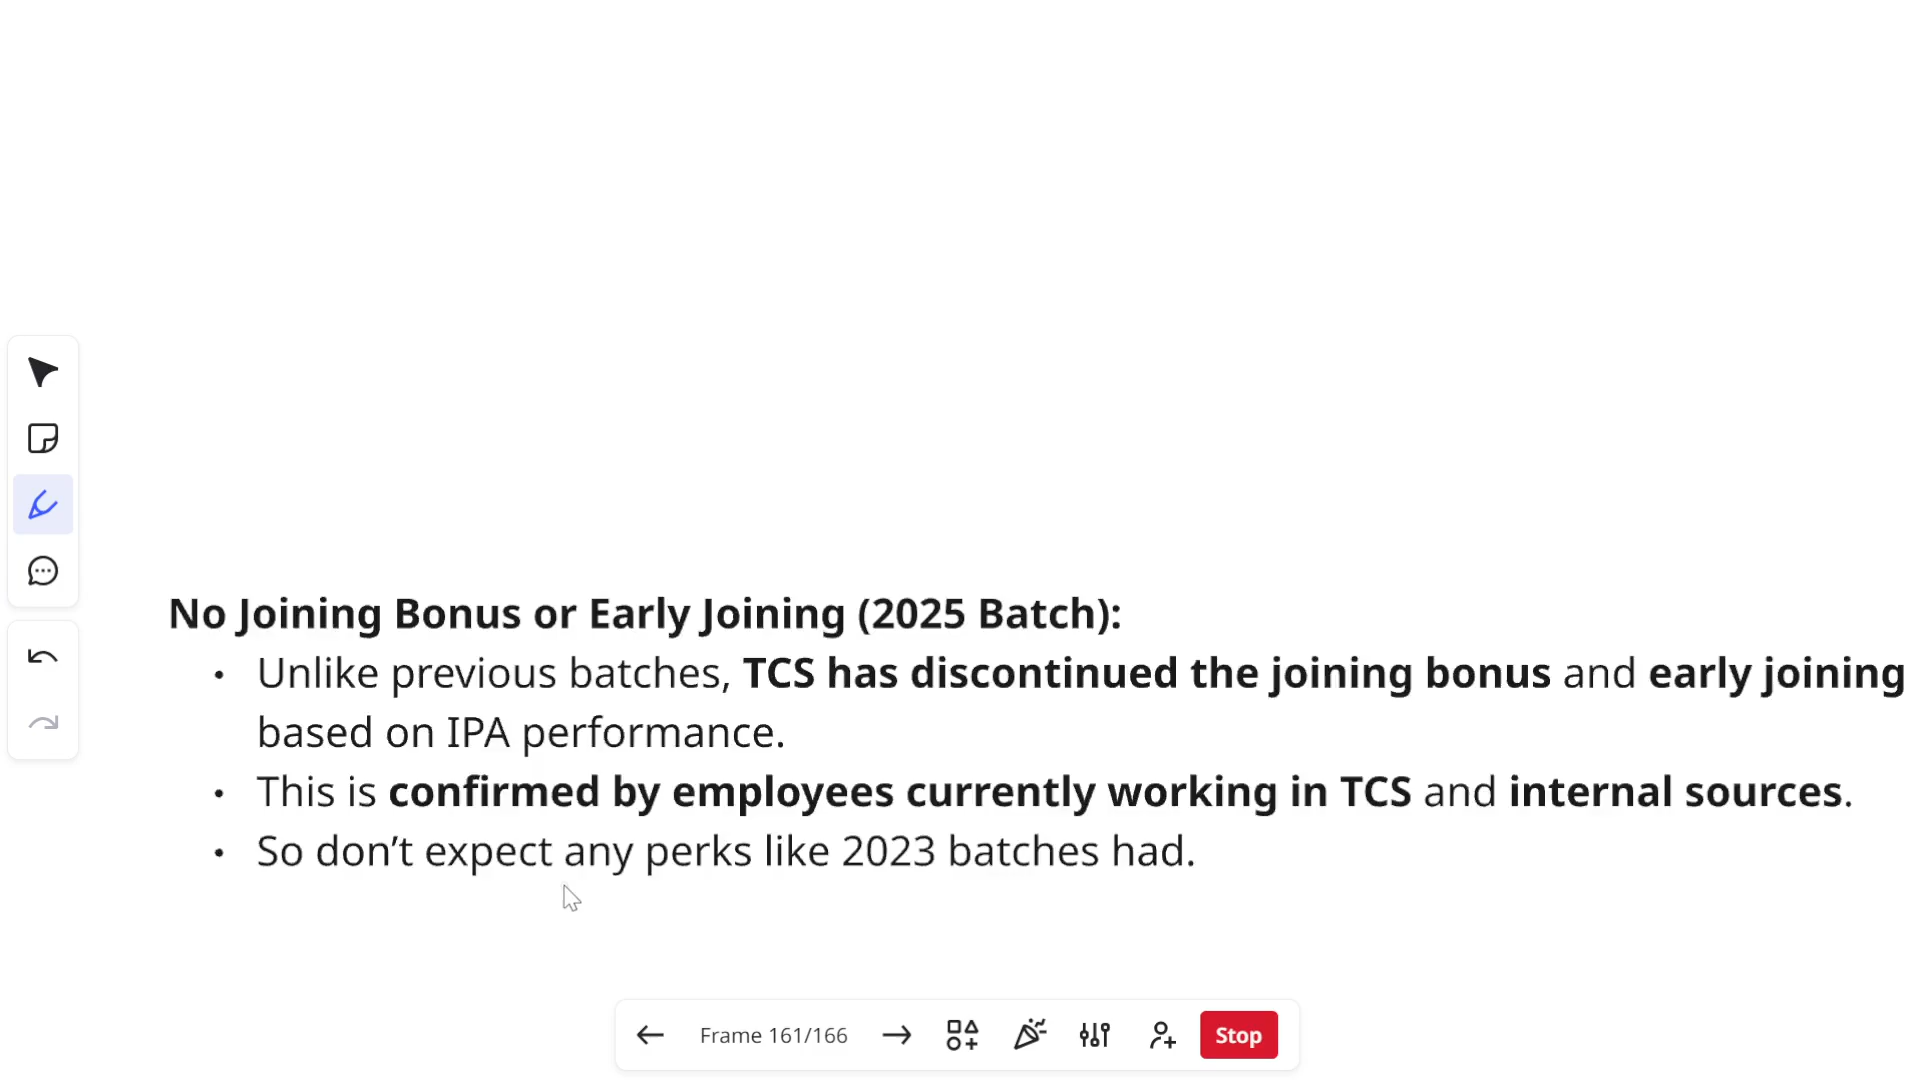 No Joining Bonus or Early Joining (2025 Batch):
• Unlike previous batches, TCS has discontinued the joining bonus and early joining
based on IPA performance.
• This is confirmed by employees currently working in TCS and internal sources.
• So don’t expect any perks like 2023 batches had.
Frame 161/166
Stop